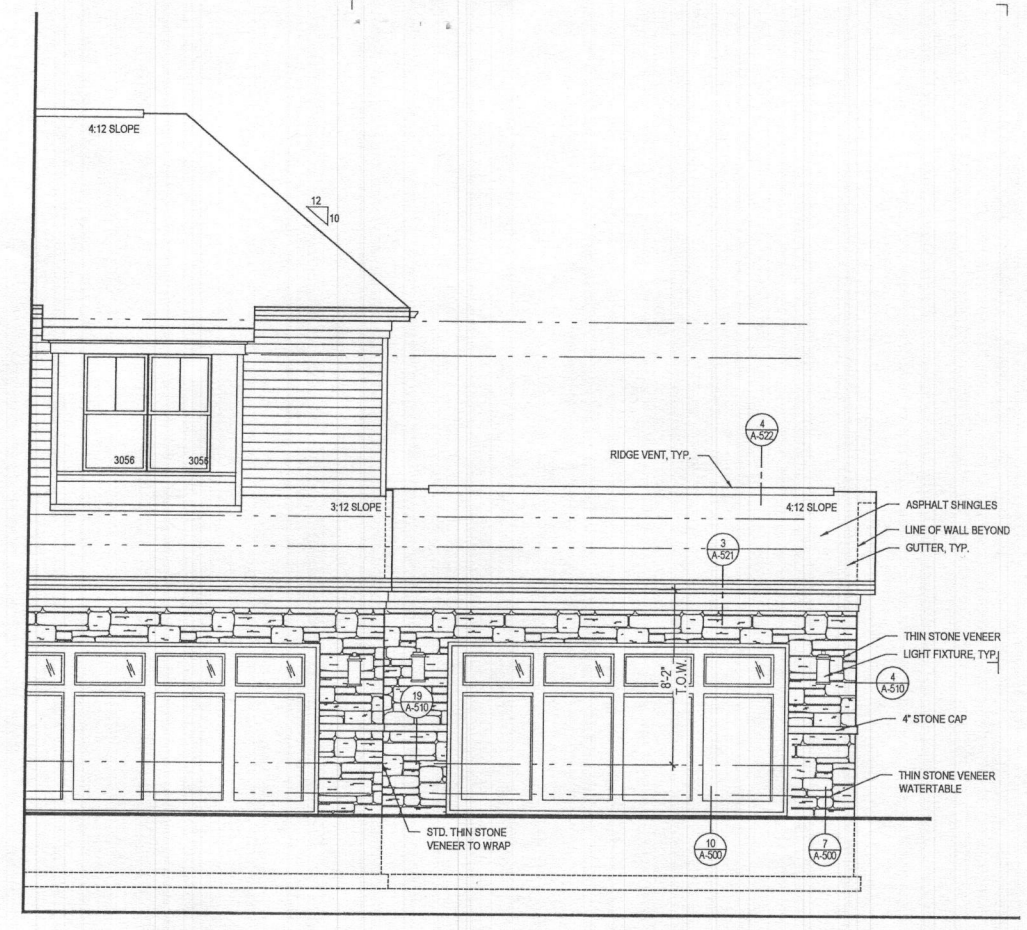 4:12 SLOPE
12
10
4
A-522
RIDGE VENT, TYP.
3056
3056
3:12 SLOPE
4:12 SLOPE
ASPHALT SHINGLES
LINE OF WALL BEYOND
GUTTER, TYP.
3
A-521
THIN STONE VENEER
LIGHT FIXTURE, TYP.
8'-2"
T.O.W.
4
A-510
19
A-510
4" STONE CAP
THIN STONE VENEER
WATERTABLE
STD. THIN STONE
VENEER TO WRAP
10
A-500
7
A-500